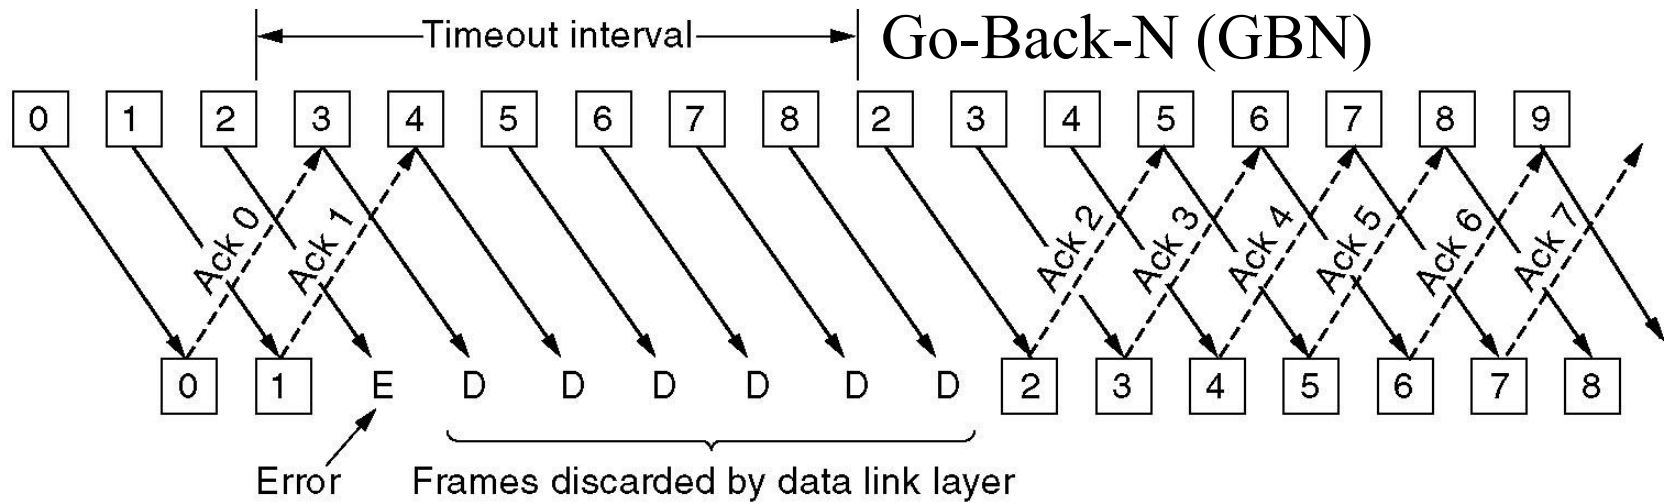 Timeout interval
Go-Back-N (GBN)
0 1 2 3 4 5 6 7 8 2 3 4 5 6 7 8 9
Ack 0 Ack 1 Ack 2 Ack 3 Ack 4 Ack 5 Ack 6 Ack 7
0 1 E D D D D D D 2 3 4 5 6 7 8
Error
Frames discarded by data link layer